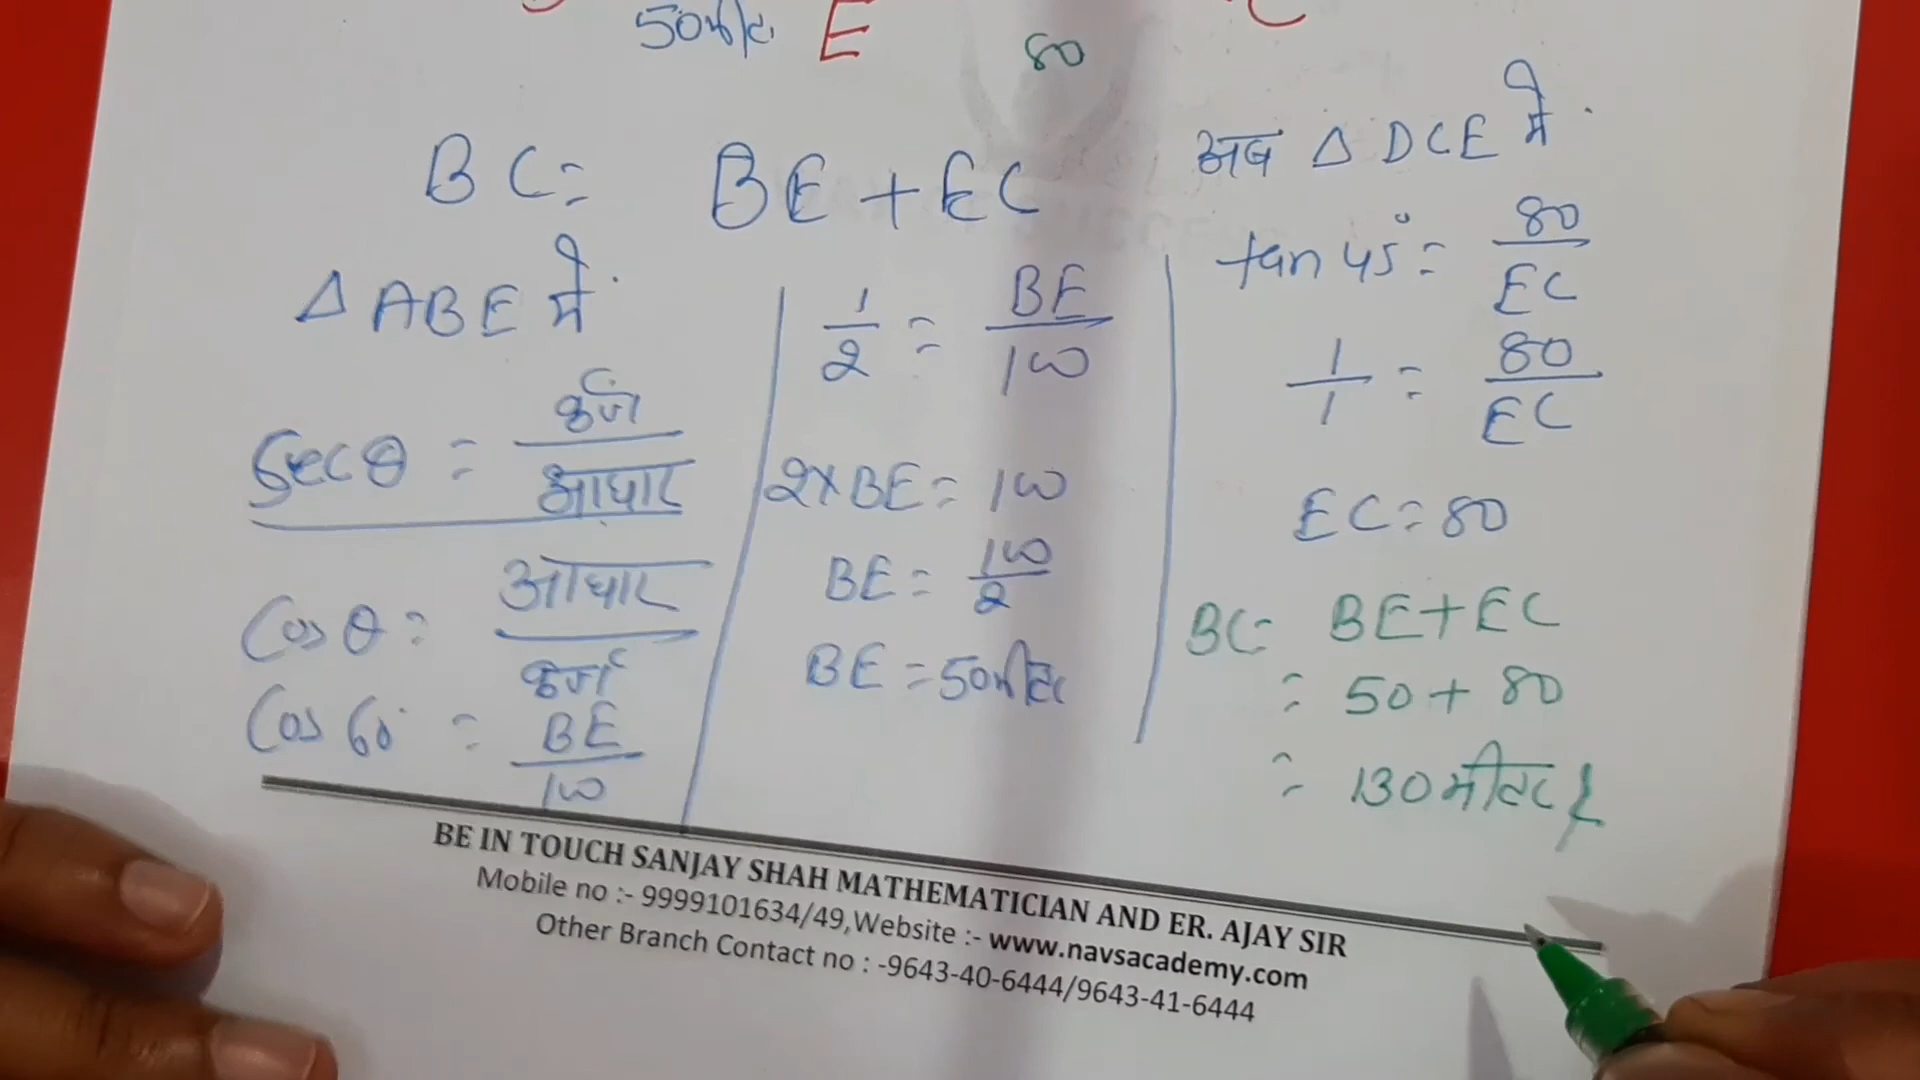 50मीटर E 80
BC = BE + EC
△ ABE में
Sec θ = कर्ण / आधार
Cos θ = आधार / कर्ण
Cos 60° = BE / 100
1 / 2 = BE / 100
2 × BE = 100
BE = 100 / 2
BE = 50मीटर
अब △ DCE में
tan 45° = 80 / EC
1 / 1 = 80 / EC
EC = 80
BC = BE + EC
= 50 + 80
= 130 मीटर
BE IN TOUCH SANJAY SHAH MATHEMATICIAN AND ER. AJAY SIR
Mobile no :- 9999101634/49,Website :- www.navsacademy.com
Other Branch Contact no : -9643-40-6444/9643-41-6444